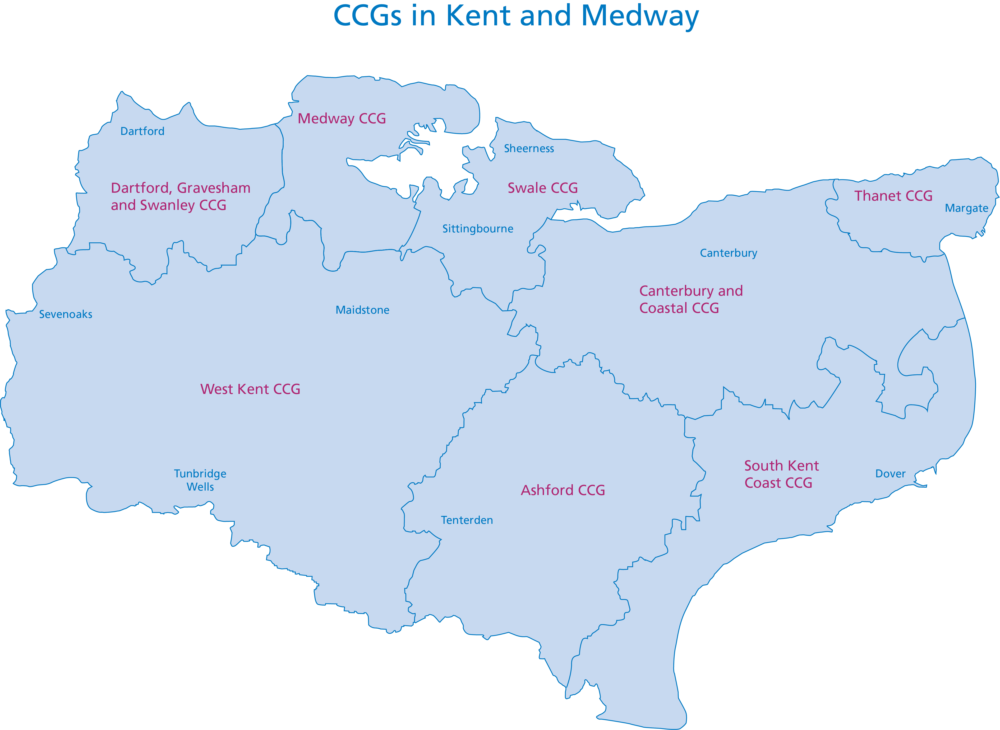 CCGs in Kent and Medway
Medway CCG
Dartford
Sheerness
Dartford, Gravesham
and Swanley CCG
Swale CCG
Thanet CCG
Margate
Sittingbourne
Canterbury
Canterbury and
Coastal CCG
Sevenoaks
Maidstone
West Kent CCG
Tunbridge
Wells
South Kent
Coast CCG
Dover
Ashford CCG
Tenterden